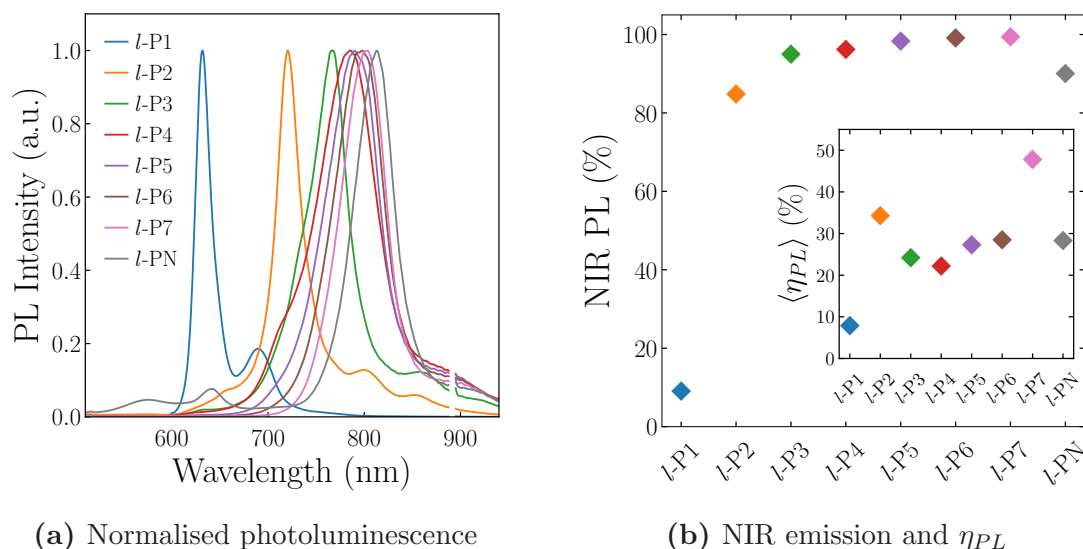 PL Intensity (a.u.)
1.0
0.8
0.6
0.4
0.2
0.0
l-P1
l-P2
l-P3
l-P4
l-P5
l-P6
l-P7
l-PN
600
700
800
900
Wavelength (nm)
(a) Normalised photoluminescence
NIR PL (%)
100
80
60
40
20
0
⟨η_PL⟩ (%)
50
40
30
20
10
0
l-P1
l-P2
l-P3
l-P4
l-P5
l-P6
l-P7
l-PN
l-P1
l-P2
l-P3
l-P4
l-P5
l-P6
l-P7
l-PN
(b) NIR emission and η_PL